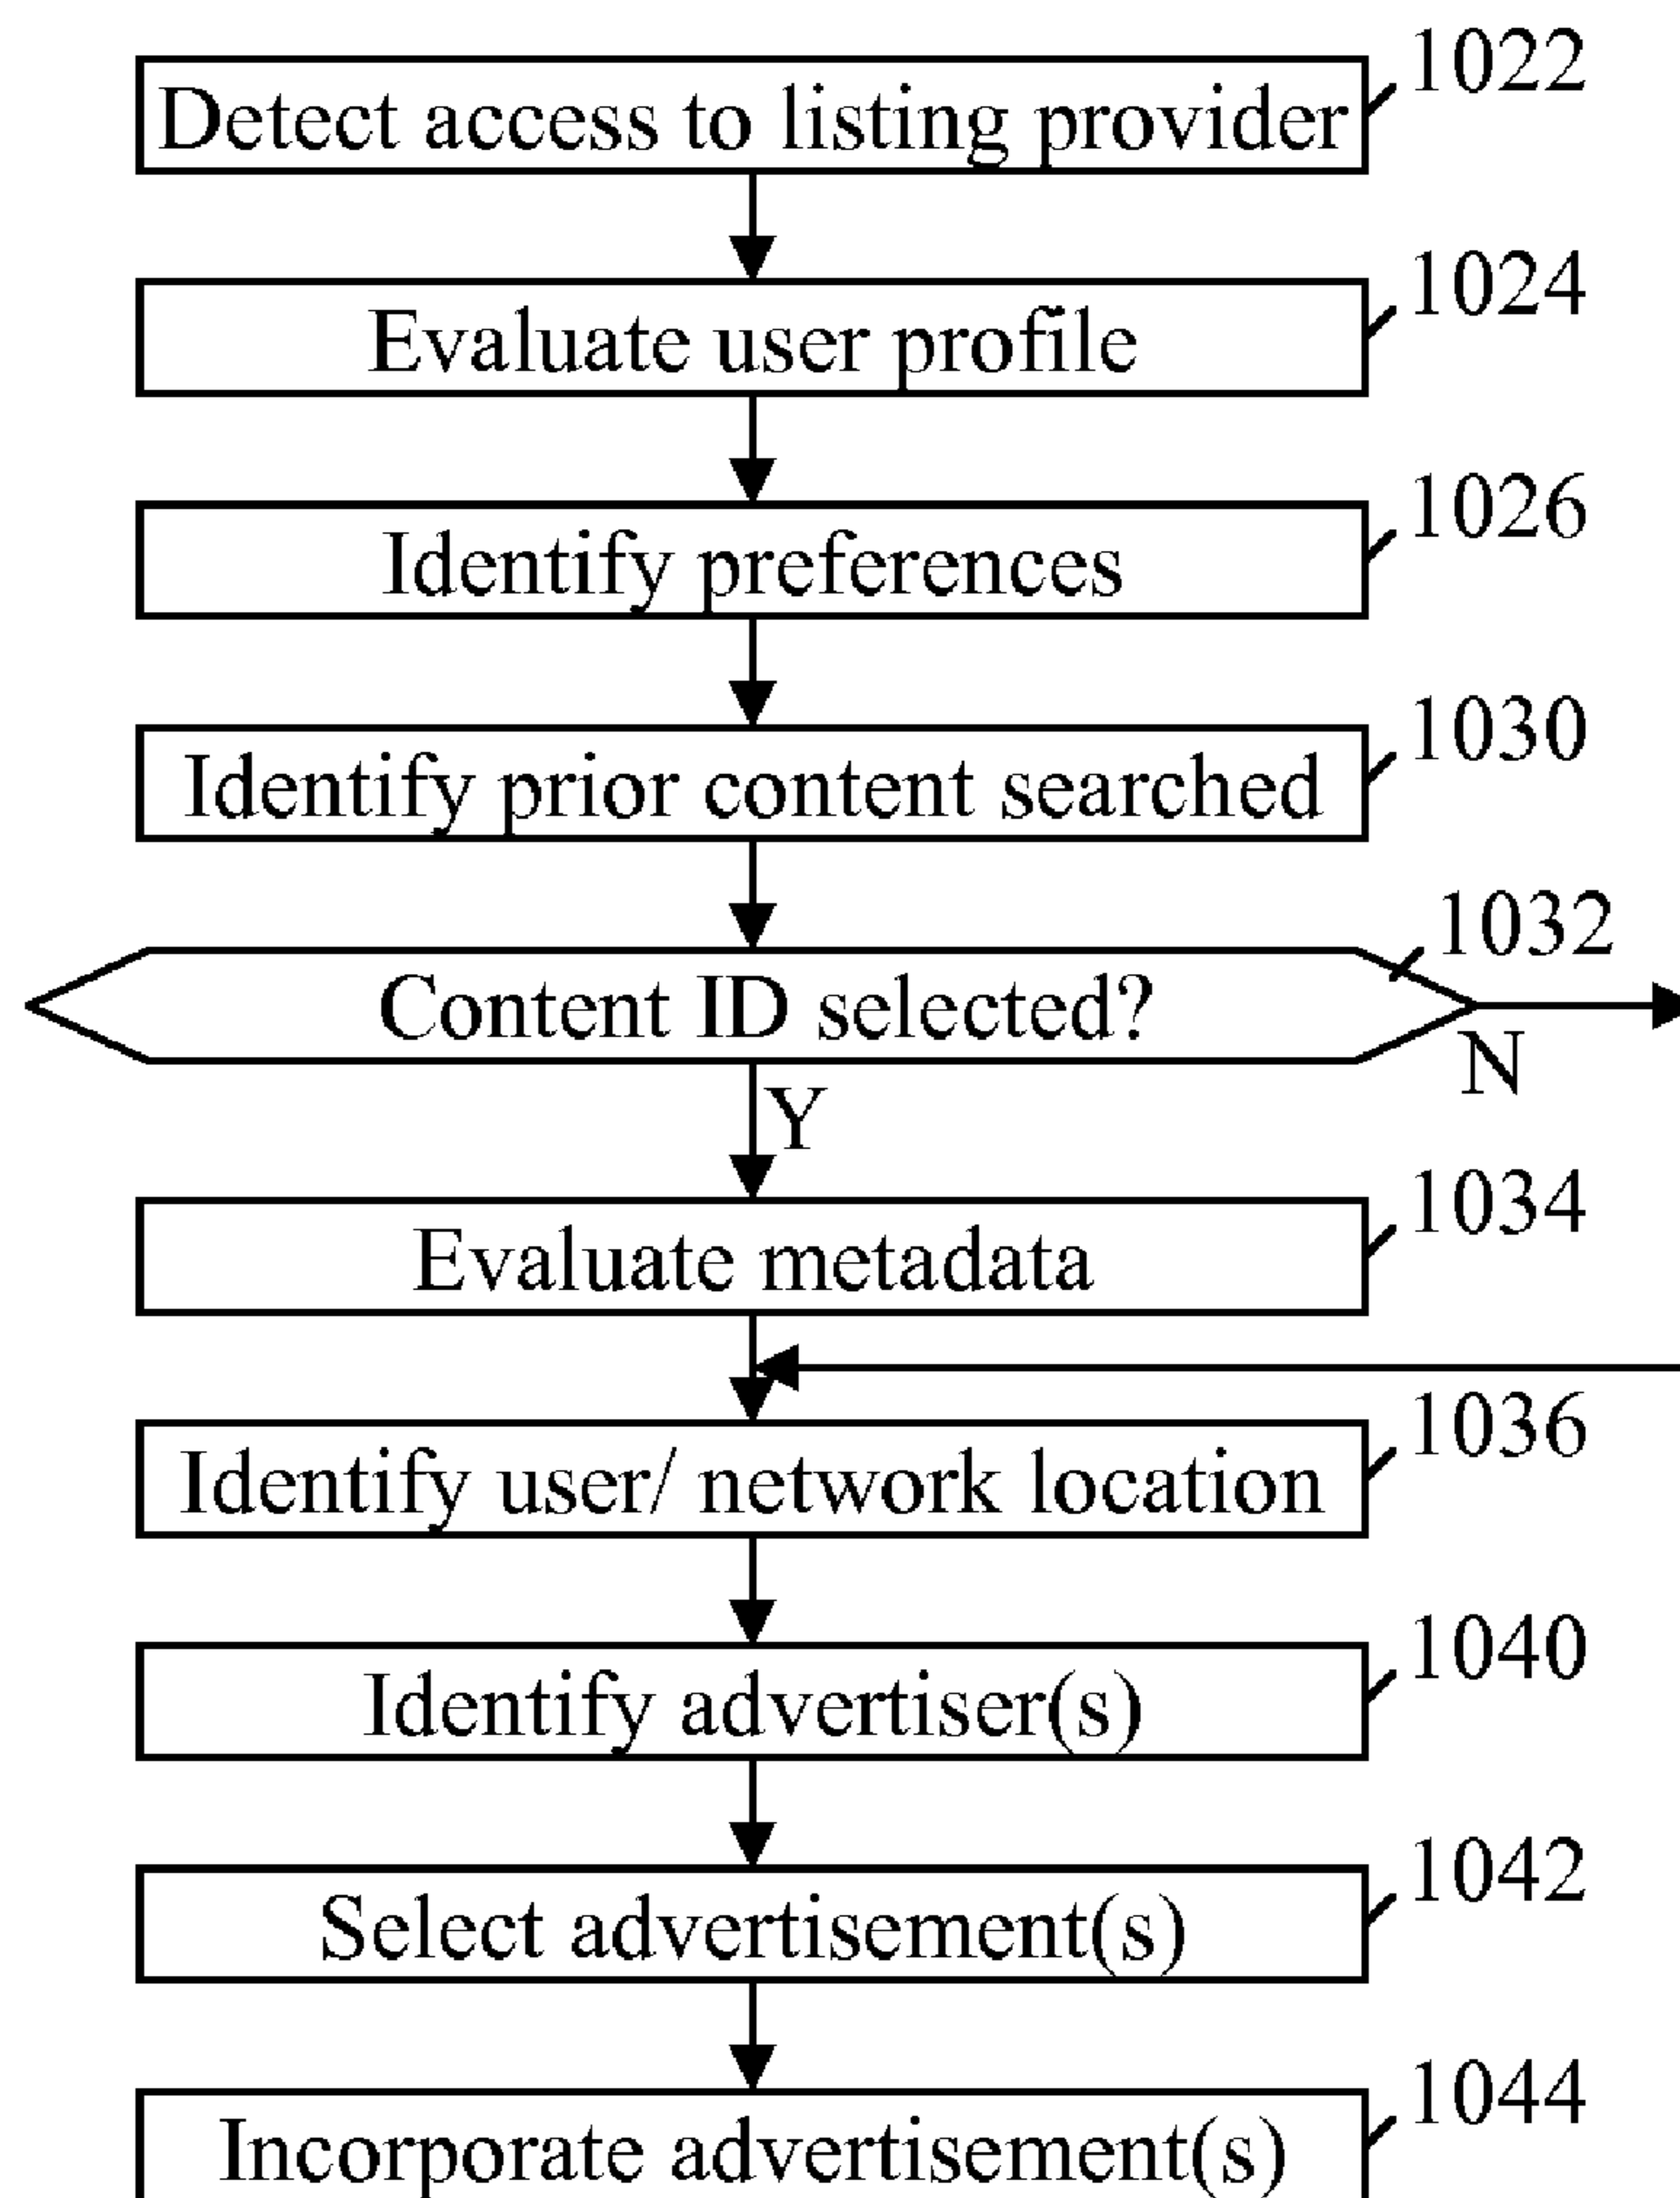 1022
Detect access to listing provider
1024
Evaluate user profile
1026
Identify preferences
1030
Identify prior content searched
1032
Content ID selected?
N
Y
1034
Evaluate metadata
1036
Identify user/ network location
1040
Identify advertiser(s)
1042
Select advertisement(s)
1044
Incorporate advertisement(s)